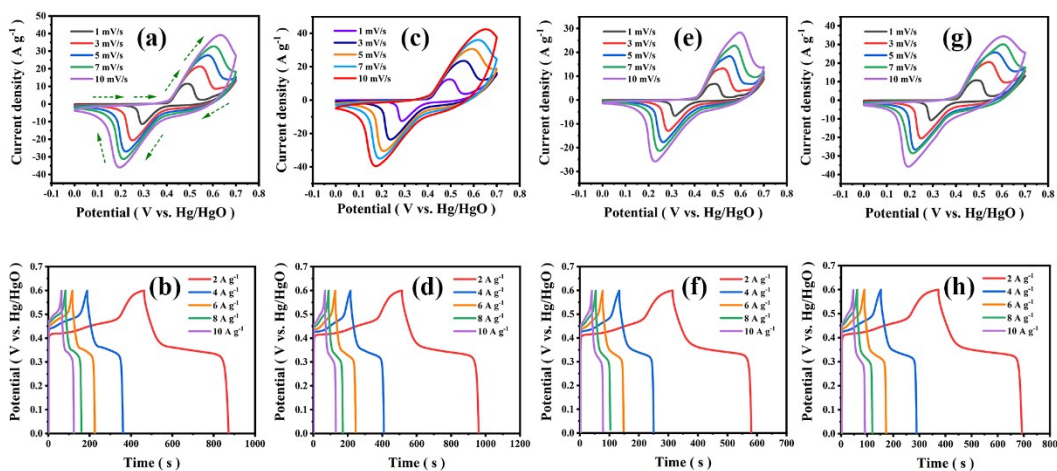 (a)
1 mV/s
3 mV/s
5 mV/s
7 mV/s
10 mV/s
Current density ( A g-1)
50
40
30
20
10
0
-10
-20
-30
-40
-0.1 0.0 0.1 0.2 0.3 0.4 0.5 0.6 0.7 0.8
Potential ( V vs. Hg/HgO )
(c)
1 mV/s
3 mV/s
5 mV/s
7 mV/s
10 mV/s
Current density ( A g-1)
40
20
0
-20
-40
-0.1 0.0 0.1 0.2 0.3 0.4 0.5 0.6 0.7 0.8
Potential ( V vs. Hg/HgO )
(e)
1 mV/s
3 mV/s
5 mV/s
7 mV/s
10 mV/s
Current density ( A g-1)
30
20
10
0
-10
-20
-30
-0.1 0.0 0.1 0.2 0.3 0.4 0.5 0.6 0.7 0.8
Potential ( V vs. Hg/HgO )
(g)
1 mV/s
3 mV/s
5 mV/s
7 mV/s
10 mV/s
Current density ( A g-1)
50
40
30
20
10
0
-10
-20
-30
-40
-0.1 0.0 0.1 0.2 0.3 0.4 0.5 0.6 0.7 0.8
Potential ( V vs. Hg/HgO )
(b)
2 A g-1
4 A g-1
6 A g-1
8 A g-1
10 A g-1
Potential ( V vs. Hg/HgO)
0.7
0.6
0.5
0.4
0.3
0.2
0.1
0.0
0 200 400 600 800 1000
Time ( s )
(d)
2 A g-1
4 A g-1
6 A g-1
8 A g-1
10 A g-1
Potential ( V vs. Hg/HgO)
0.7
0.6
0.5
0.4
0.3
0.2
0.1
0.0
0 200 400 600 800 1000
Time ( s )
(f)
2 A g-1
4 A g-1
6 A g-1
8 A g-1
10 A g-1
Potential ( V vs. Hg/HgO)
0.7
0.6
0.5
0.4
0.3
0.2
0.1
0.0
0 100 200 300 400 500 600 700
Time ( s )
(h)
2 A g-1
4 A g-1
6 A g-1
8 A g-1
10 A g-1
Potential ( V vs. Hg/HgO)
0.7
0.6
0.5
0.4
0.3
0.2
0.1
0.0
0 100 200 300 400 500 600 700 800
Time ( s )